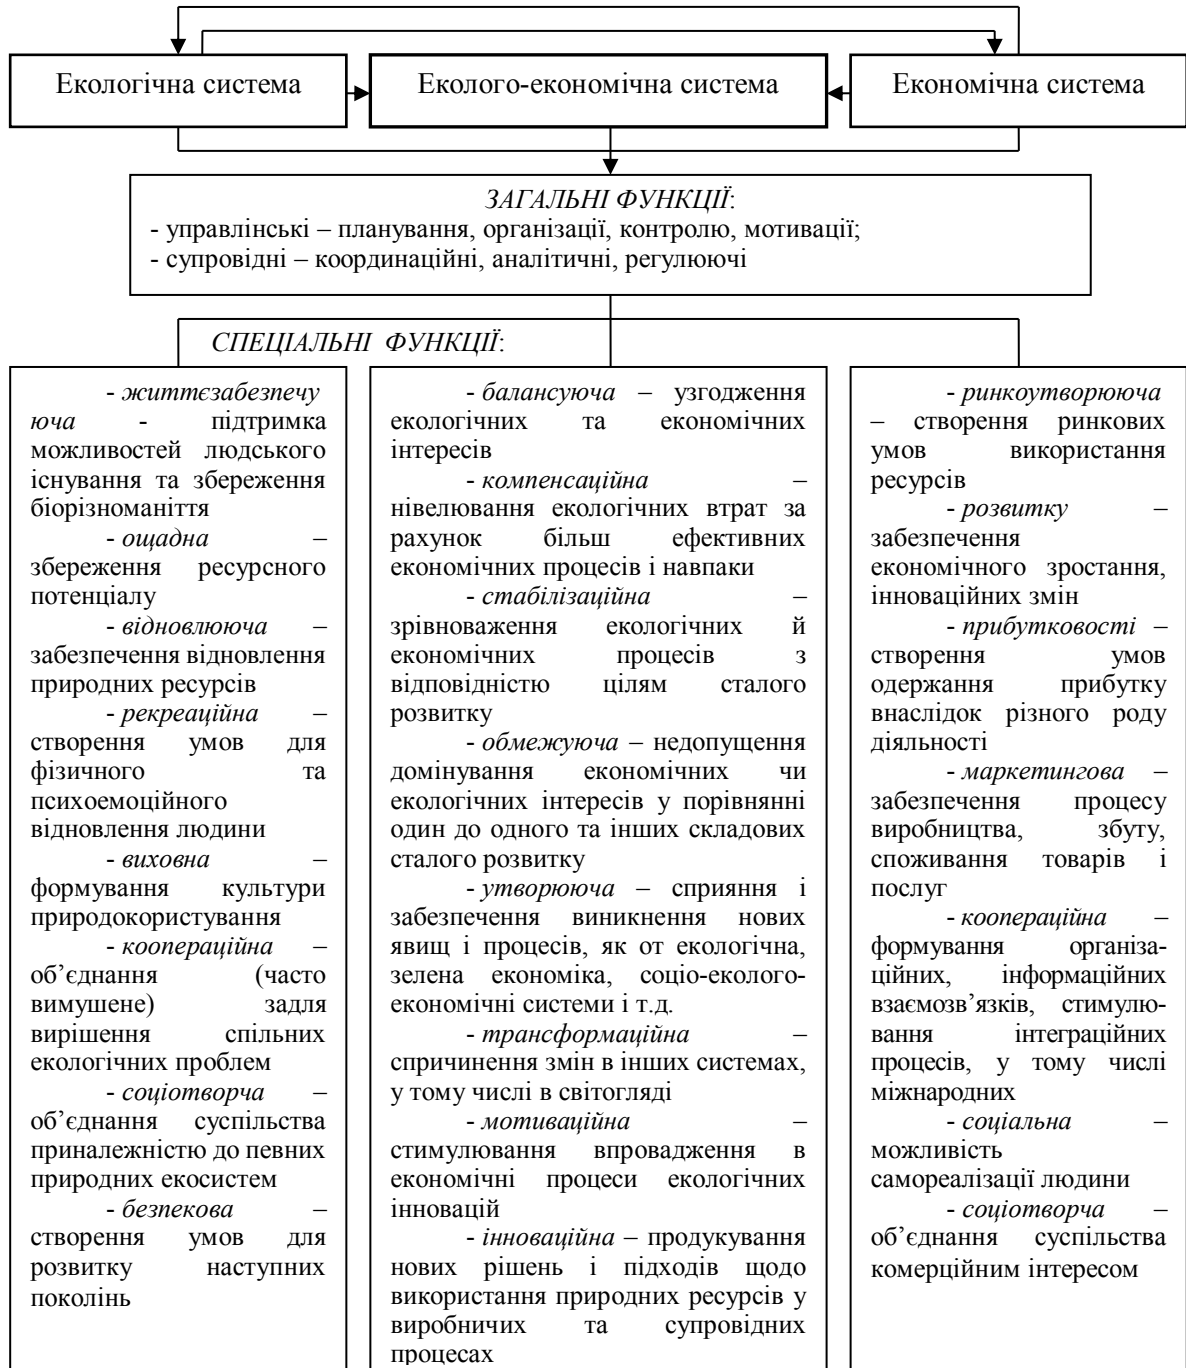 Екологічна система
Еколого-економічна система
Економічна система
ЗАГАЛЬНІ ФУНКЦІЇ:
- управлінські – планування, організації, контролю, мотивації;
- супровідні – координаційні, аналітичні, регулюючі
СПЕЦІАЛЬНІ ФУНКЦІЇ:
- життєзабезпечу
юча - підтримка
можливостей людського
існування та збереження
біорізноманіття
- ощадна –
збереження ресурсного
потенціалу
- відновлююча –
забезпечення відновлення
природних ресурсів
- рекреаційна –
створення умов для
фізичного та
психоемоційного
відновлення людини
- виховна –
формування культури
природокористування
- коопераційна –
об’єднання (часто
вимушене) задля
вирішення спільних
екологічних проблем
- соціотворча –
об’єднання суспільства
приналежністю до певних
природних екосистем
- безпекова –
створення умов для
розвитку наступних
поколінь
- балансуюча – узгодження
екологічних та економічних
інтересів
- компенсаційна –
нівелювання екологічних втрат за
рахунок більш ефективних
економічних процесів і навпаки
- стабілізаційна –
зрівноваження екологічних й
економічних процесів з
відповідністю цілям сталого
розвитку
- обмежуюча – недопущення
домінування економічних чи
екологічних інтересів у порівнянні
один до одного та інших складових
сталого розвитку
- утворююча – сприяння і
забезпечення виникнення нових
явищ і процесів, як от екологічна,
зелена економіка, соціо-еколого-
економічні системи і т.д.
- трансформаційна –
спричинення змін в інших системах,
у тому числі в світогляді
- мотиваційна –
стимулювання впровадження в
економічні процеси екологічних
інновацій
- інноваційна – продукування
нових рішень і підходів щодо
використання природних ресурсів у
виробничих та супровідних
процесах
- ринкоутворююча
– створення ринкових
умов використання
ресурсів
- розвитку –
забезпечення
економічного зростання,
інноваційних змін
- прибутковості –
створення умов
одержання прибутку
внаслідок різного роду
діяльності
- маркетингова –
забезпечення процесу
виробництва, збуту,
споживання товарів і
послуг
- коопераційна –
формування організа-
ційних, інформаційних
взаємозв’язків, стимулю-
вання інтеграційних
процесів, у тому числі
міжнародних
- соціальна –
можливість
самореалізації людини
- соціотворча –
об’єднання суспільства
комерційним інтересом